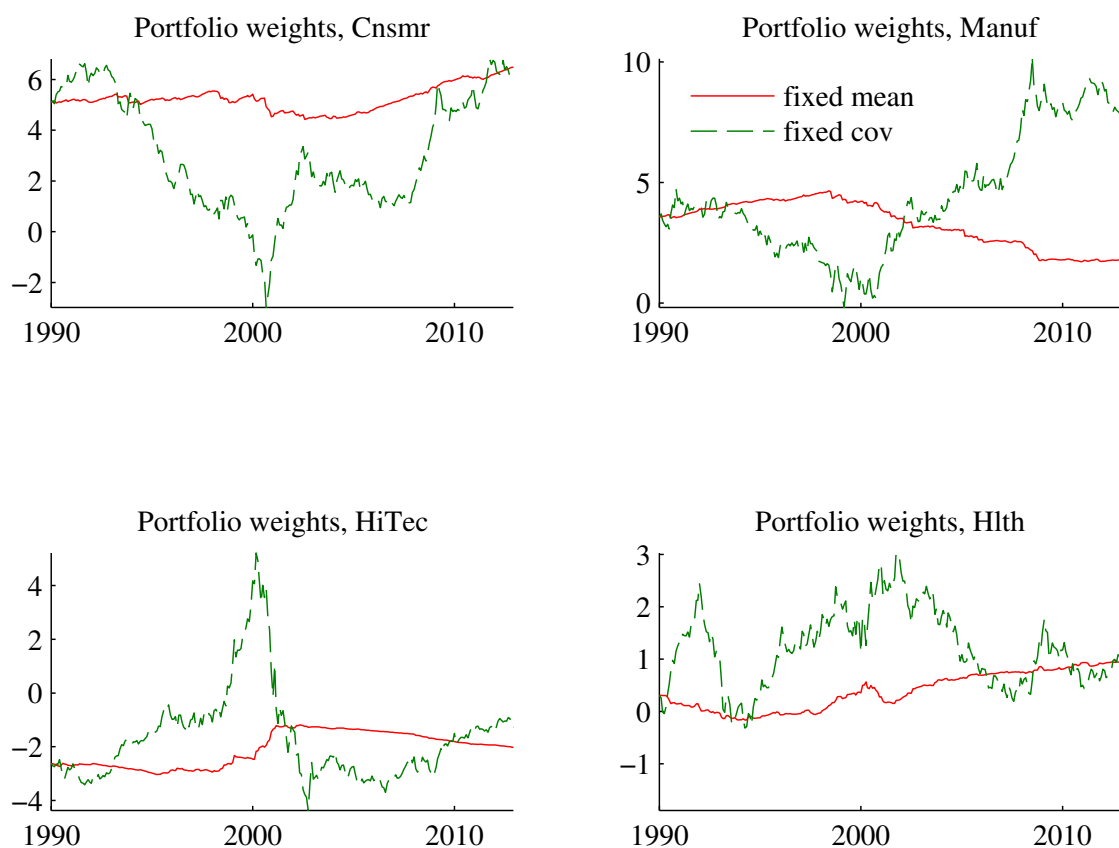 Portfolio weights, Cnsmr
6
4
2
0
−2
1990 2000 2010
Portfolio weights, Manuf
10
5
0
fixed mean
fixed cov
1990 2000 2010
Portfolio weights, HiTec
4
2
0
−2
−4
1990 2000 2010
Portfolio weights, Hlth
3
2
1
0
−1
1990 2000 2010